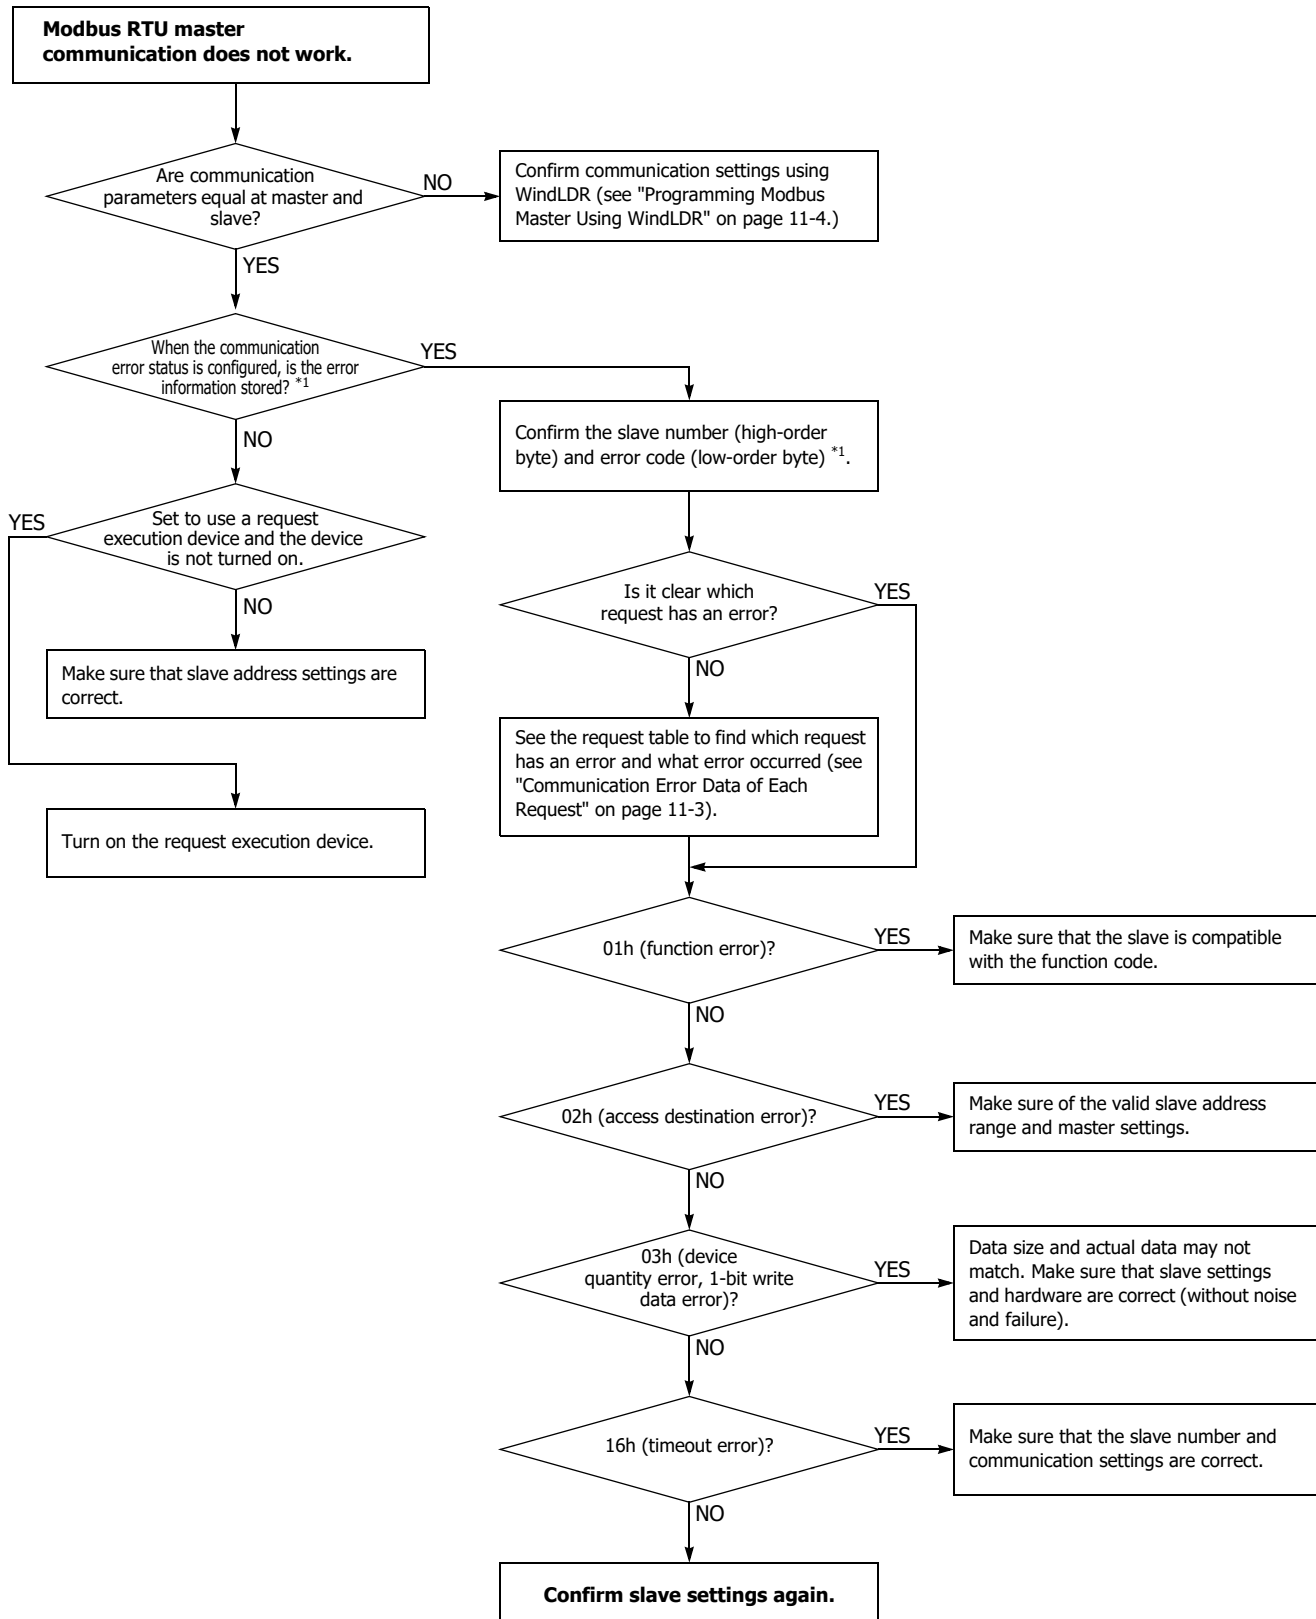 Modbus RTU master
communication does not work.
Are communication
parameters equal at master and
slave?
NO
Confirm communication settings using
WindLDR (see "Programming Modbus
Master Using WindLDR" on page 11-4.)
YES
When the communication
error status is configured, is the error
information stored? *1
YES
Confirm the slave number (high-order
byte) and error code (low-order byte) *1.
NO
Set to use a request
execution device and the device
is not turned on.
YES
NO
Make sure that slave address settings are
correct.
Turn on the request execution device.
Is it clear which
request has an error?
YES
NO
See the request table to find which request
has an error and what error occurred (see
"Communication Error Data of Each
Request" on page 11-3).
01h (function error)?
YES
Make sure that the slave is compatible
with the function code.
NO
02h (access destination error)?
YES
Make sure of the valid slave address
range and master settings.
NO
03h (device
quantity error, 1-bit write
data error)?
YES
Data size and actual data may not
match. Make sure that slave settings
and hardware are correct (without noise
and failure).
NO
16h (timeout error)?
YES
Make sure that the slave number and
communication settings are correct.
NO
Confirm slave settings again.